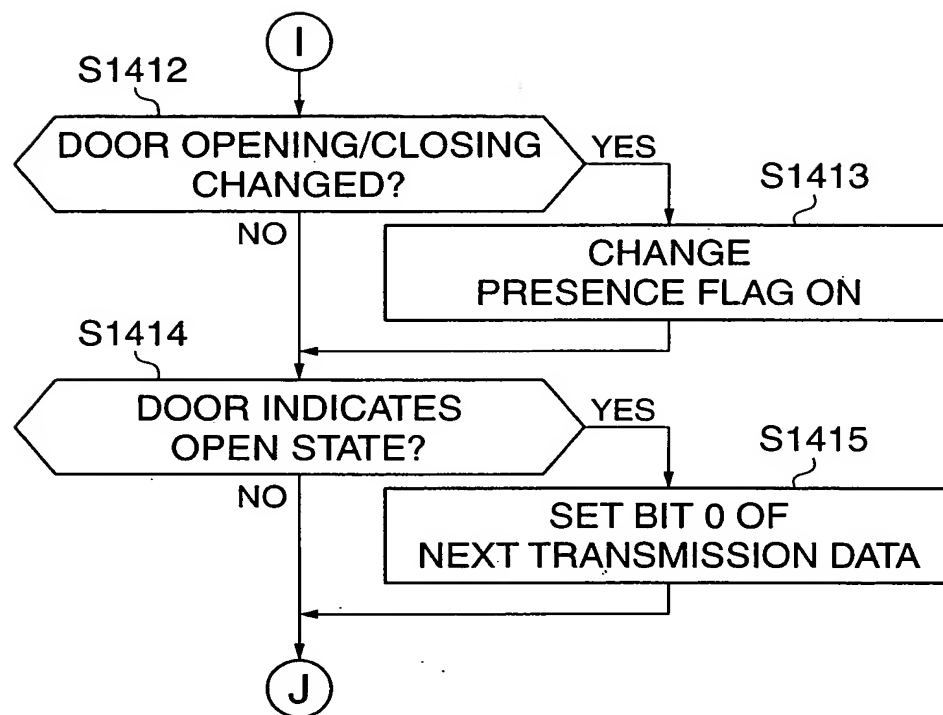 I
S1412
DOOR OPENING/CLOSING
CHANGED?
YES
NO
S1413
CHANGE
PRESENCE FLAG ON
S1414
DOOR INDICATES
OPEN STATE?
YES
NO
S1415
SET BIT 0 OF
NEXT TRANSMISSION DATA
J